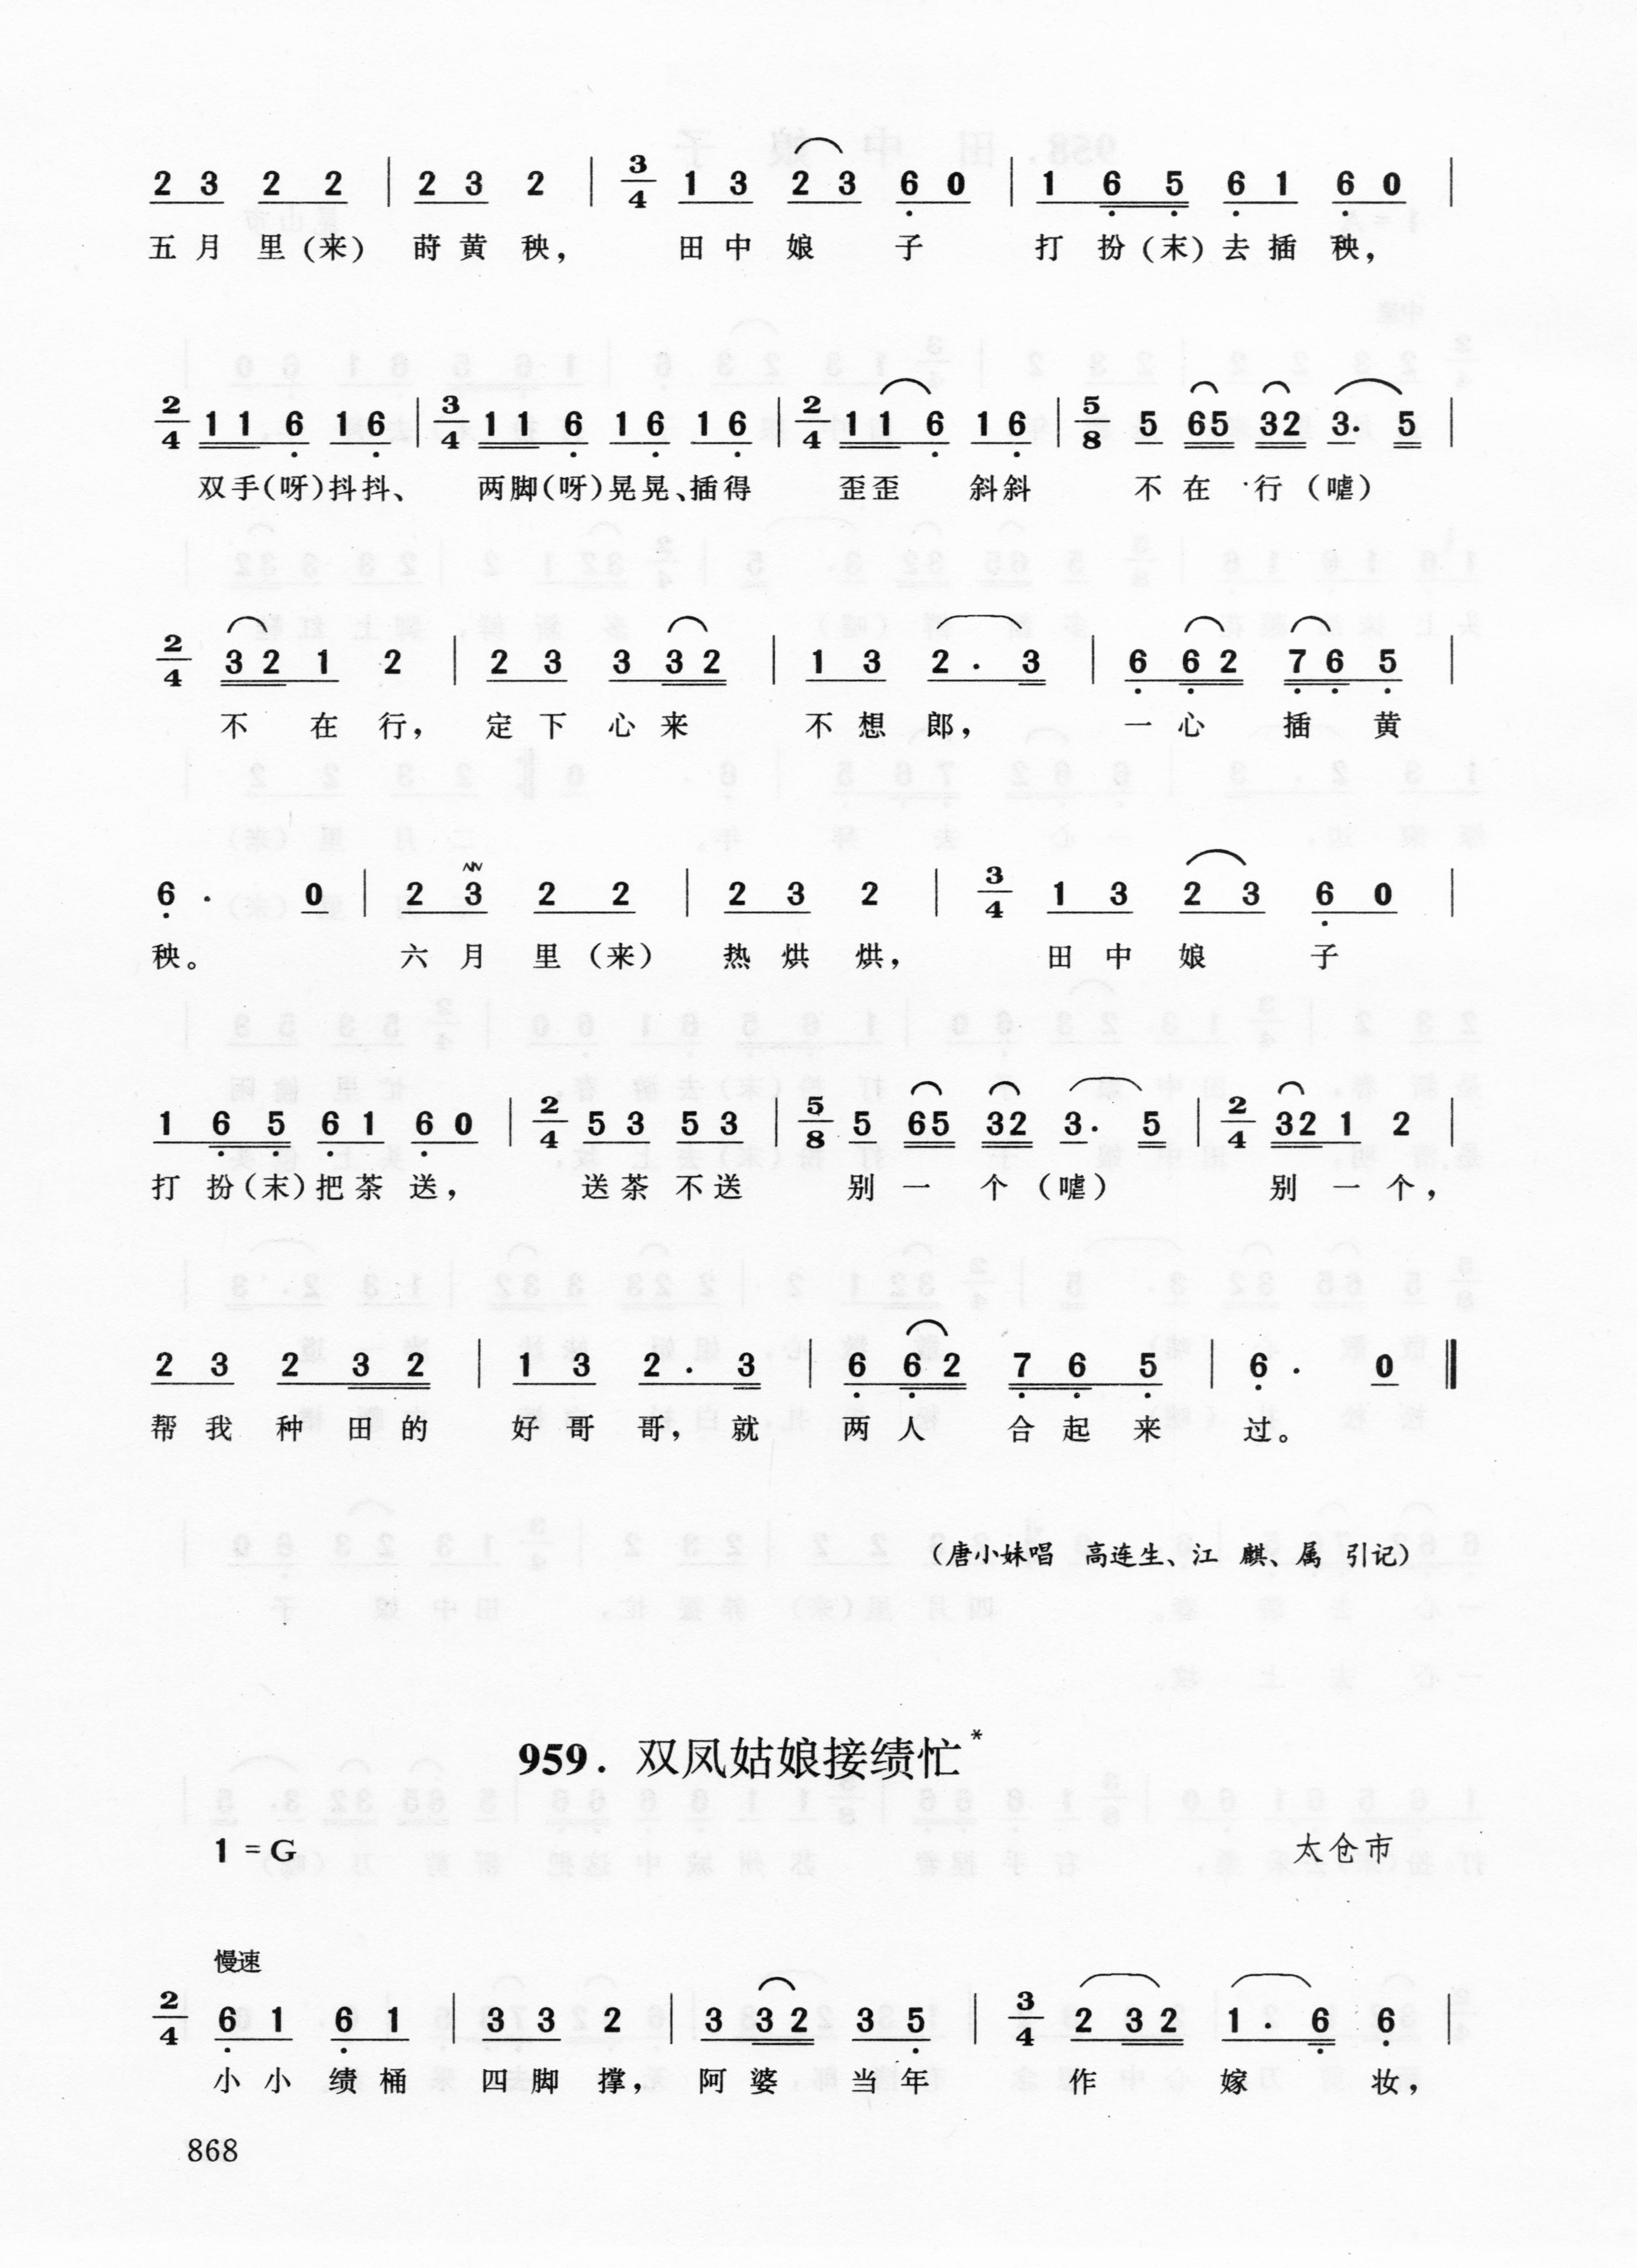 2 3 2 2 | 2 3 2 | 3/4 1 3 2 3 6 0 | 1 6 5 6 1 6 0 |
五月里(来) 莳黄秧, 田中娘 子 打扮(末)去插秧,
2/4 1 1 6 1 6 | 3/4 1 1 6 1 6 1 6 | 2/4 1 1 6 1 6 | 5/8 5 6 5 3 2 3. 5 |
双手(呀)抖抖、 两脚(呀)晃晃、插得 歪歪 斜斜 不在行(嘘)
2/4 3 2 1 2 | 2 3 3 3 2 | 1 3 2 . 3 | 6 6 2 7 6 5 |
不 在 行, 定下心来 不想郎, 一心 插 黄
6 . 0 | 2 3 2 2 | 2 3 2 | 3/4 1 3 2 3 6 0 |
秧。 六月里(来) 热烘烘, 田中娘 子
1 6 5 6 1 6 0 | 2/4 5 3 5 3 | 5/8 5 6 5 3 2 3. 5 | 2/4 3 2 1 2 |
打扮(末)把茶送, 送茶不送 别一个(嘘) 别一个,
2 3 2 3 2 | 1 3 2 . 3 | 6 6 2 7 6 5 | 6 . 0
帮我种田的 好哥哥,就 两人 合起来 过。
(唐小妹唱 高连生、江 麒、属 引记)
959. 双凤姑娘接绩忙*
1=G 太仓市
慢速
2/4 6 1 6 1 | 3 3 2 | 3 3 2 3 5 | 3/4 2 3 2 1 . 6 6 |
小小绩桶 四脚撑, 阿婆当年 作 嫁 妆,
868